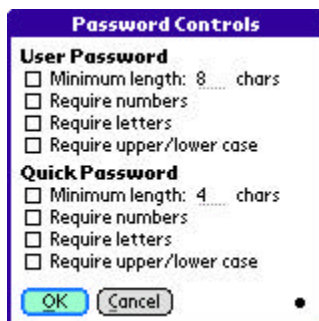 Password Controls
User Password
Minimum length: 8 chars
Require numbers
Require letters
Require upper/lower case
Quick Password
Minimum length: 4 chars
Require numbers
Require letters
Require upper/lower case
OK Cancel